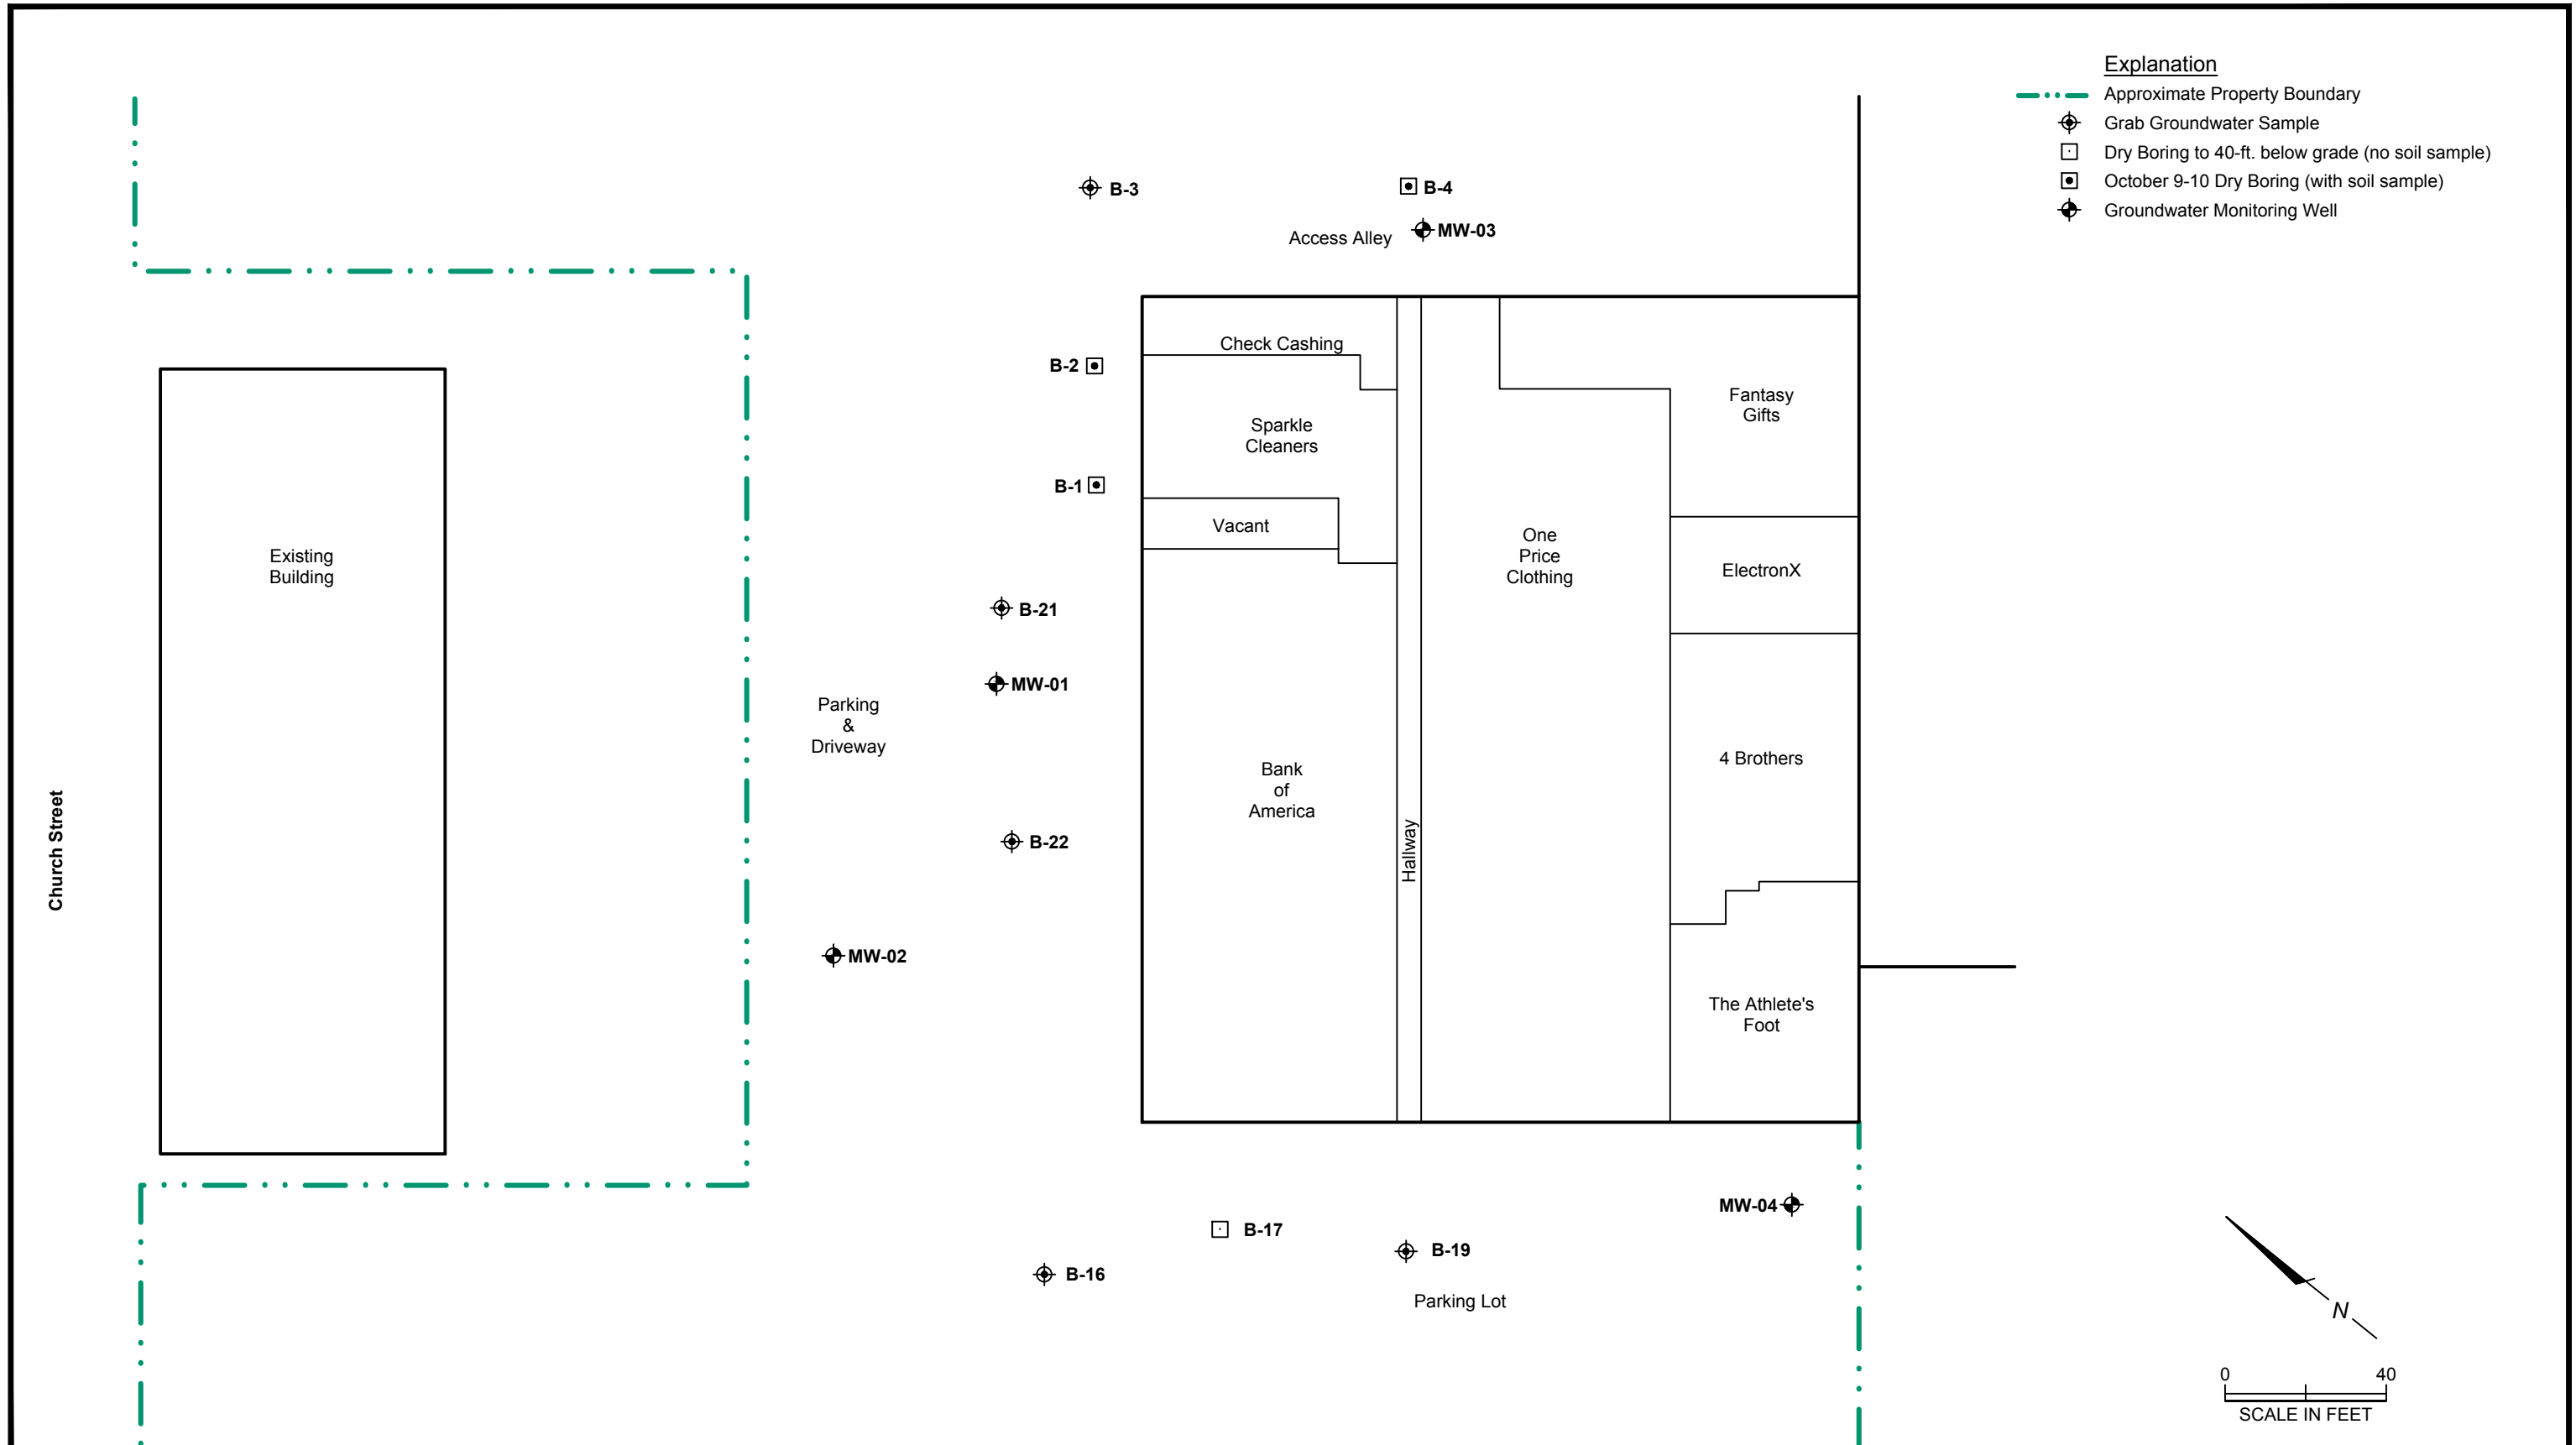 Explanation
Approximate Property Boundary
Grab Groundwater Sample
Dry Boring to 40-ft. below grade (no soil sample)
October 9-10 Dry Boring (with soil sample)
Groundwater Monitoring Well
B-3
B-4
MW-03
Access Alley
Check Cashing
B-2
Sparkle
Cleaners
Fantasy
Gifts
B-1
Vacant
One
Price
Clothing
ElectronX
Existing
Building
B-21
MW-01
Parking
&
Driveway
Bank
of
America
4 Brothers
Church Street
Hallway
B-22
MW-02
The Athlete's
Foot
MW-04
B-17
B-19
B-16
Parking Lot
N
0 40
SCALE IN FEET